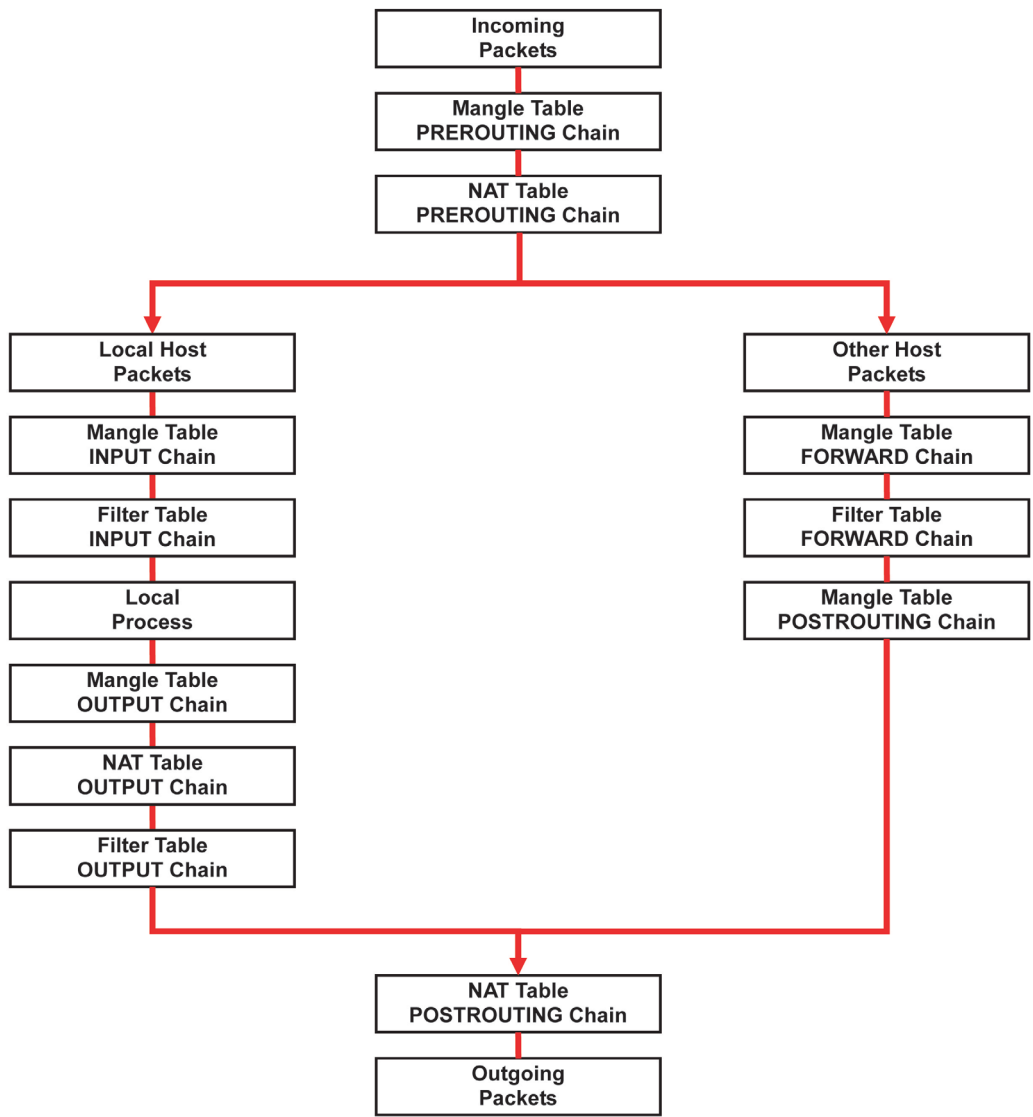 Incoming
Packets
Mangle Table
PREROUTING Chain
NAT Table
PREROUTING Chain
Local Host
Packets
Mangle Table
INPUT Chain
Filter Table
INPUT Chain
Local
Process
Mangle Table
OUTPUT Chain
NAT Table
OUTPUT Chain
Filter Table
OUTPUT Chain
Other Host
Packets
Mangle Table
FORWARD Chain
Filter Table
FORWARD Chain
Mangle Table
POSTROUTING Chain
NAT Table
POSTROUTING Chain
Outgoing
Packets